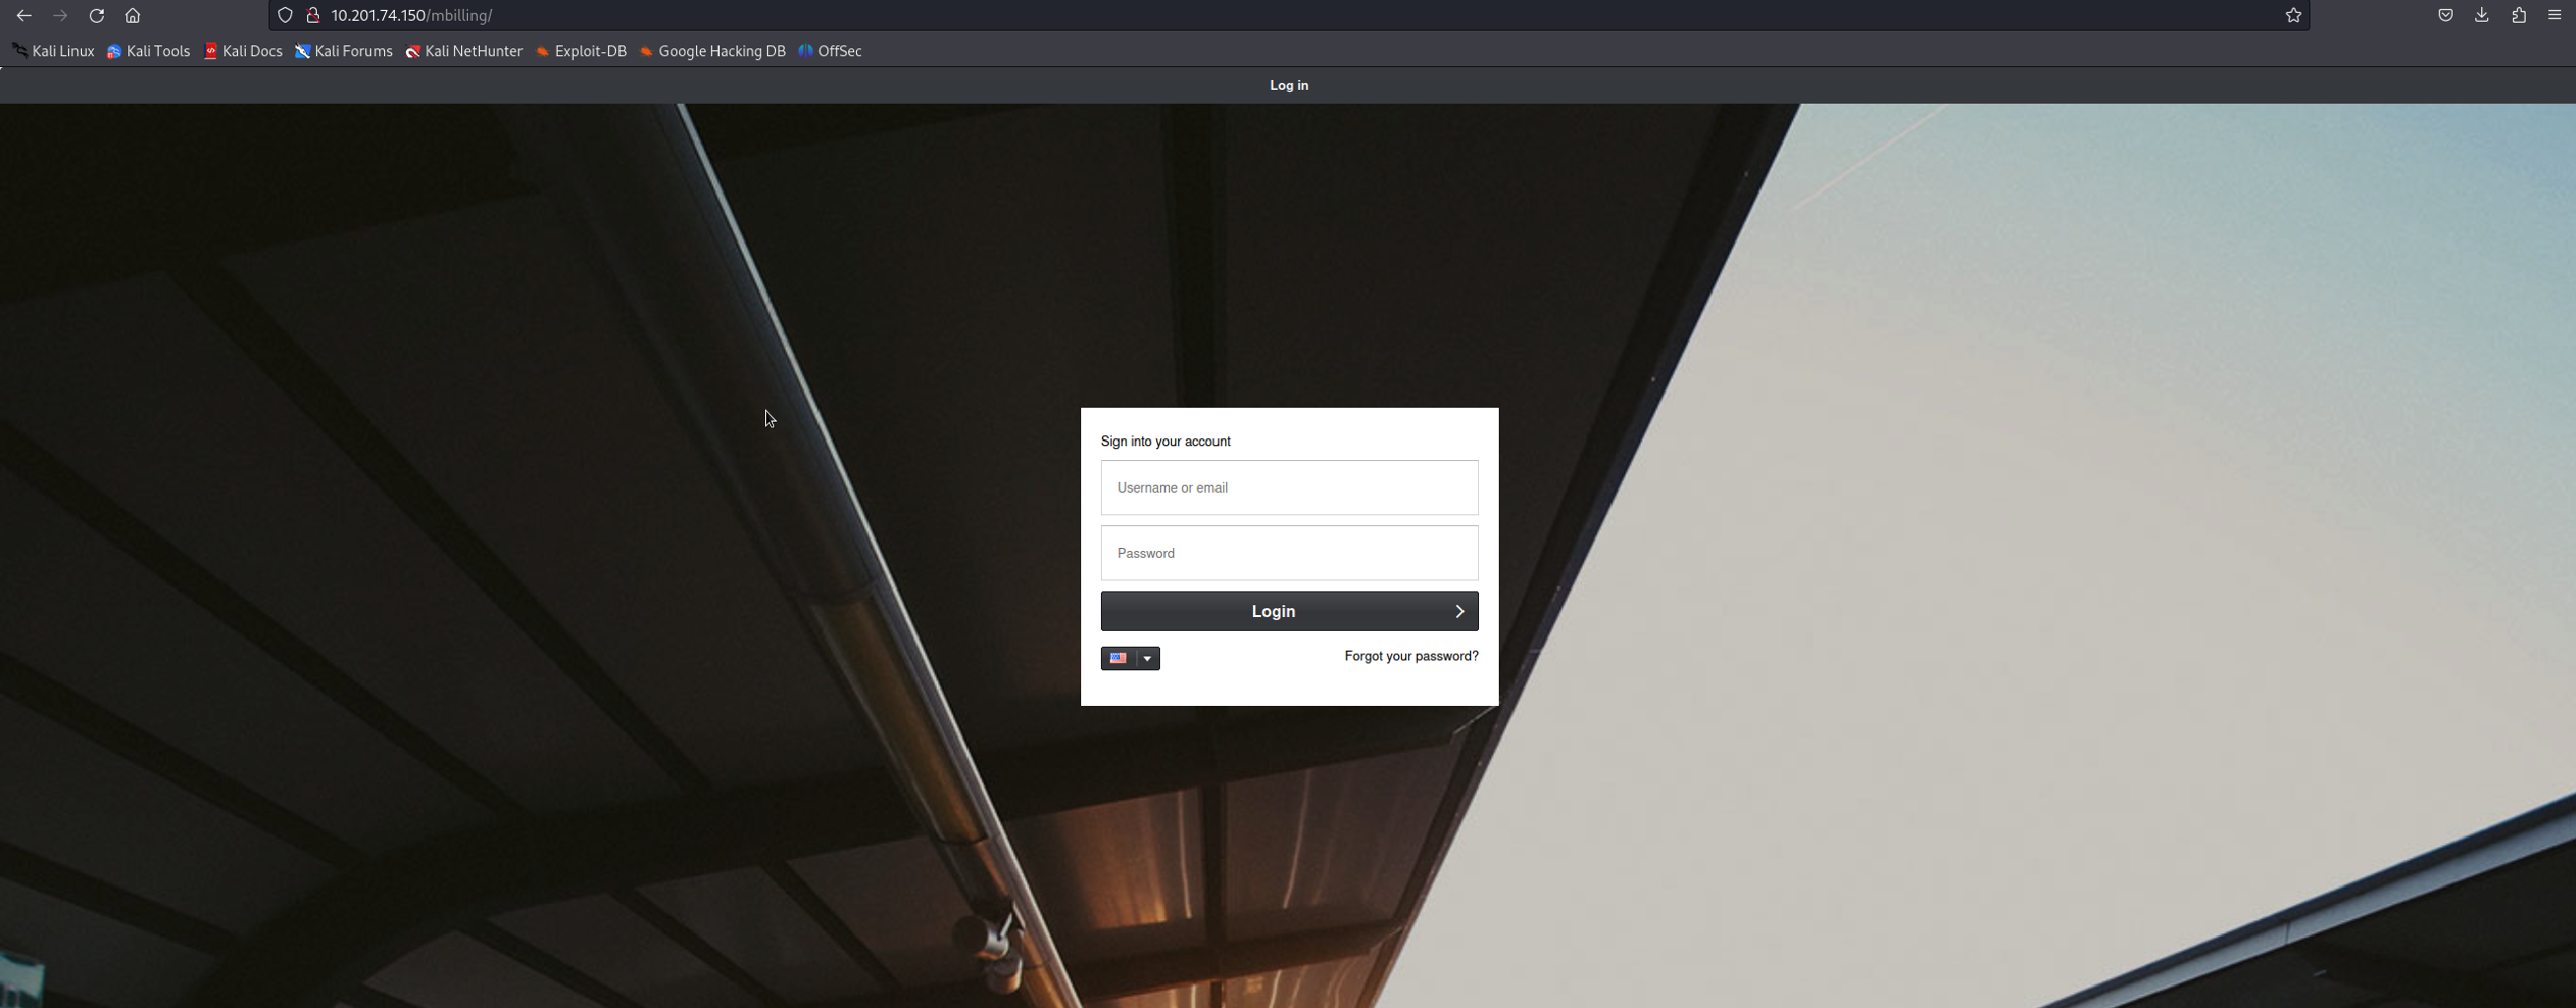 10.201.74.150/mbilling/
Kali Linux Kali Tools Kali Docs Kali Forums Kali NetHunter Exploit-DB Google Hacking DB OffSec
Log in
Sign into your account
Username or email
Password
Login
Forgot your password?